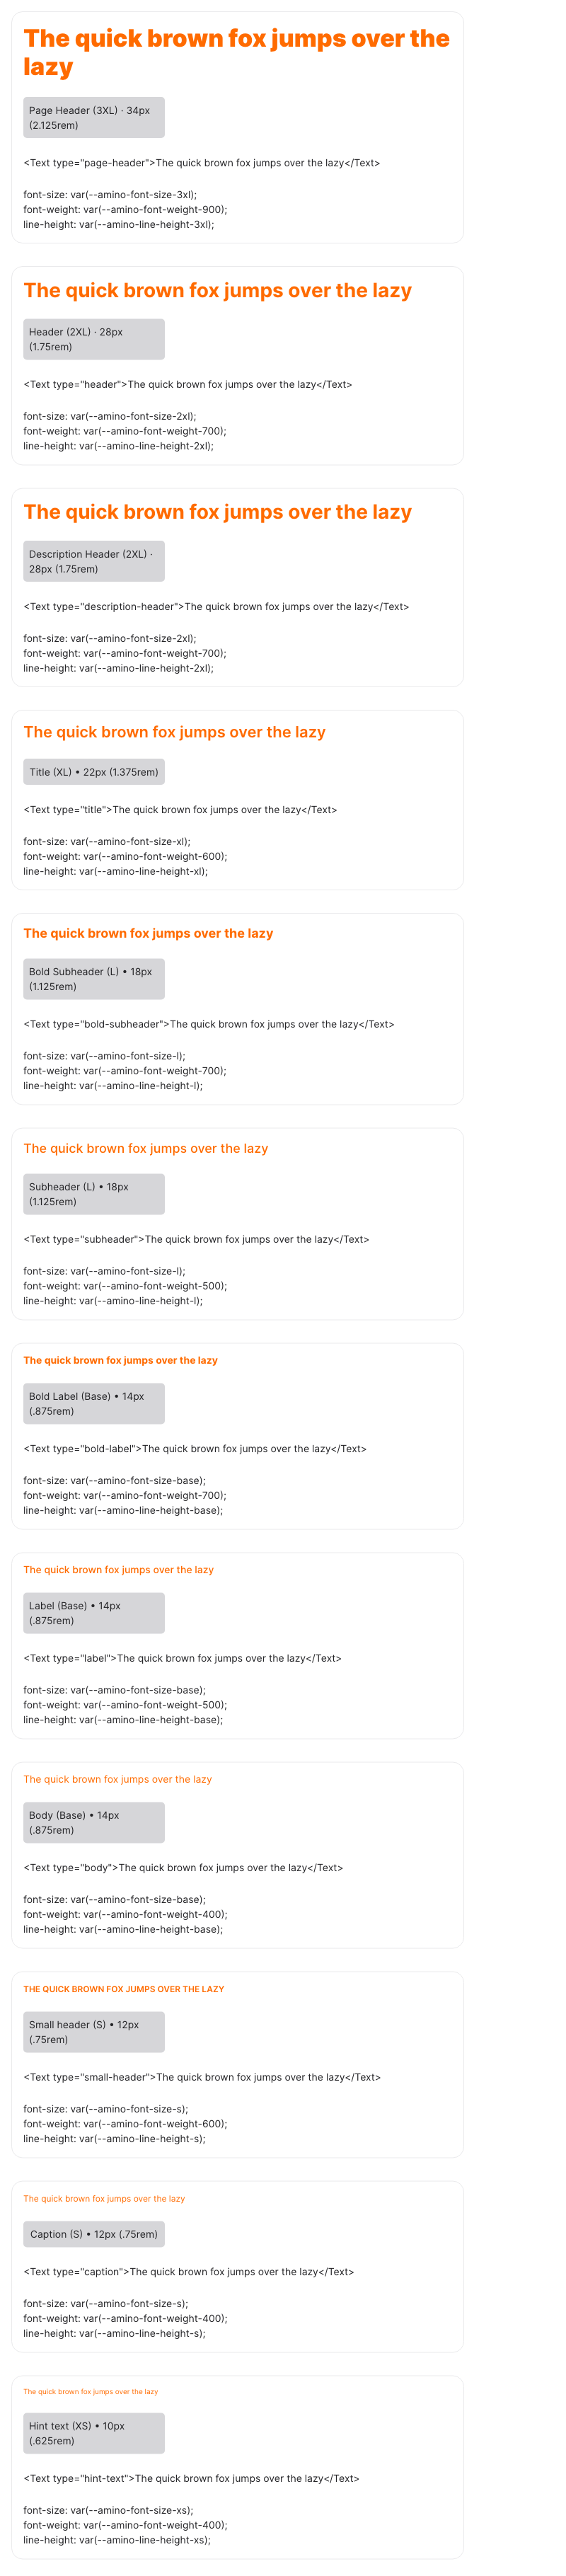 The quick brown fox jumps over the
lazy
Page Header (3XL) · 34px
(2.125rem)
<Text type="page-header">The quick brown fox jumps over the lazy</Text>
font-size: var(--amino-font-size-3xl);
font-weight: var(--amino-font-weight-900);
line-height: var(--amino-line-height-3xl);
The quick brown fox jumps over the lazy
Header (2XL) · 28px
(1.75rem)
<Text type="header">The quick brown fox jumps over the lazy</Text>
font-size: var(--amino-font-size-2xl);
font-weight: var(--amino-font-weight-700);
line-height: var(--amino-line-height-2xl);
The quick brown fox jumps over the lazy
Description Header (2XL) ·
28px (1.75rem)
<Text type="description-header">The quick brown fox jumps over the lazy</Text>
font-size: var(--amino-font-size-2xl);
font-weight: var(--amino-font-weight-700);
line-height: var(--amino-line-height-2xl);
The quick brown fox jumps over the lazy
Title (XL) • 22px (1.375rem)
<Text type="title">The quick brown fox jumps over the lazy</Text>
font-size: var(--amino-font-size-xl);
font-weight: var(--amino-font-weight-600);
line-height: var(--amino-line-height-xl);
The quick brown fox jumps over the lazy
Bold Subheader (L) • 18px
(1.125rem)
<Text type="bold-subheader">The quick brown fox jumps over the lazy</Text>
font-size: var(--amino-font-size-l);
font-weight: var(--amino-font-weight-700);
line-height: var(--amino-line-height-l);
The quick brown fox jumps over the lazy
Subheader (L) • 18px
(1.125rem)
<Text type="subheader">The quick brown fox jumps over the lazy</Text>
font-size: var(--amino-font-size-l);
font-weight: var(--amino-font-weight-500);
line-height: var(--amino-line-height-l);
The quick brown fox jumps over the lazy
Bold Label (Base) • 14px
(.875rem)
<Text type="bold-label">The quick brown fox jumps over the lazy</Text>
font-size: var(--amino-font-size-base);
font-weight: var(--amino-font-weight-700);
line-height: var(--amino-line-height-base);
The quick brown fox jumps over the lazy
Label (Base) • 14px
(.875rem)
<Text type="label">The quick brown fox jumps over the lazy</Text>
font-size: var(--amino-font-size-base);
font-weight: var(--amino-font-weight-500);
line-height: var(--amino-line-height-base);
The quick brown fox jumps over the lazy
Body (Base) • 14px
(.875rem)
<Text type="body">The quick brown fox jumps over the lazy</Text>
font-size: var(--amino-font-size-base);
font-weight: var(--amino-font-weight-400);
line-height: var(--amino-line-height-base);
THE QUICK BROWN FOX JUMPS OVER THE LAZY
Small header (S) • 12px
(.75rem)
<Text type="small-header">The quick brown fox jumps over the lazy</Text>
font-size: var(--amino-font-size-s);
font-weight: var(--amino-font-weight-600);
line-height: var(--amino-line-height-s);
The quick brown fox jumps over the lazy
Caption (S) • 12px (.75rem)
<Text type="caption">The quick brown fox jumps over the lazy</Text>
font-size: var(--amino-font-size-s);
font-weight: var(--amino-font-weight-400);
line-height: var(--amino-line-height-s);
The quick brown fox jumps over the lazy
Hint text (XS) • 10px
(.625rem)
<Text type="hint-text">The quick brown fox jumps over the lazy</Text>
font-size: var(--amino-font-size-xs);
font-weight: var(--amino-font-weight-400);
line-height: var(--amino-line-height-xs);